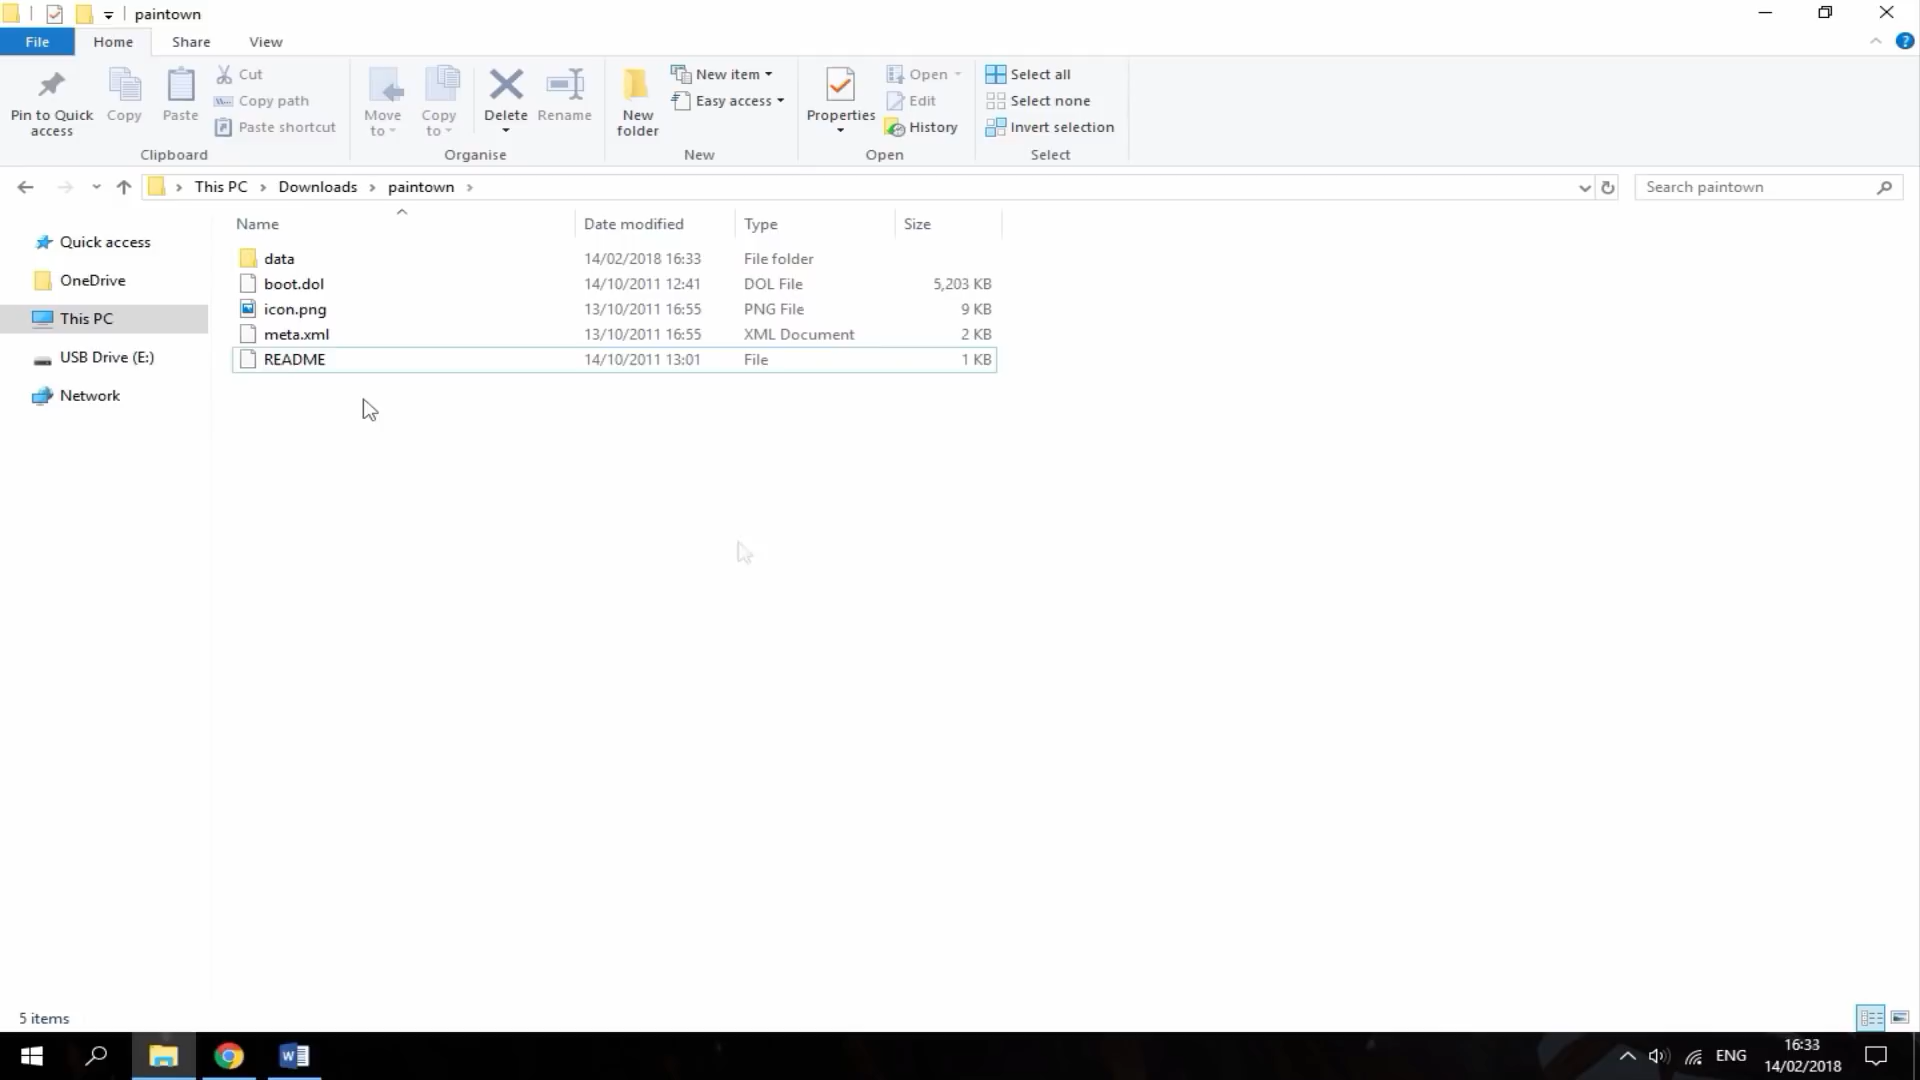 paintown
File Home Share View
Pin to Quick access Copy Paste Cut Copy path Paste shortcut
Move to Copy to Delete Rename
New folder New item Easy access
Properties Open Edit History
Select all Select none Invert selection
Clipboard Organise New Open Select
This PC Downloads paintown Search paintown
Quick access
OneDrive
This PC
USB Drive (E:)
Network
Name Date modified Type Size
data 14/02/2018 16:33 File folder
boot.dol 14/10/2011 12:41 DOL File 5,203 KB
icon.png 13/10/2011 16:55 PNG File 9 KB
meta.xml 13/10/2011 16:55 XML Document 2 KB
README 14/10/2011 13:01 File 1 KB
5 items
ENG 16:33
14/02/2018